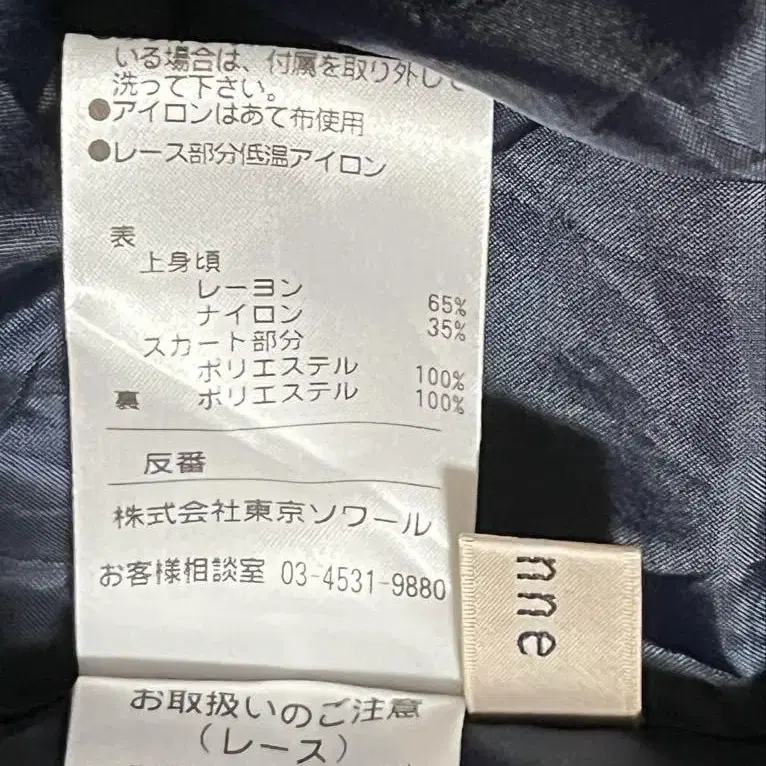 いる場合は、付属を取り外して
洗って下さい。
●アイロンはあて布使用
●レース部分低温アイロン
表
上身頃
レーヨン 65%
ナイロン 35%
スカート部分
ポリエステル 100%
裏 ポリエステル 100%
反番
株式会社東京ソワール
お客様相談室 03-4531-9880
nne
お取扱いのご注意
(レース)